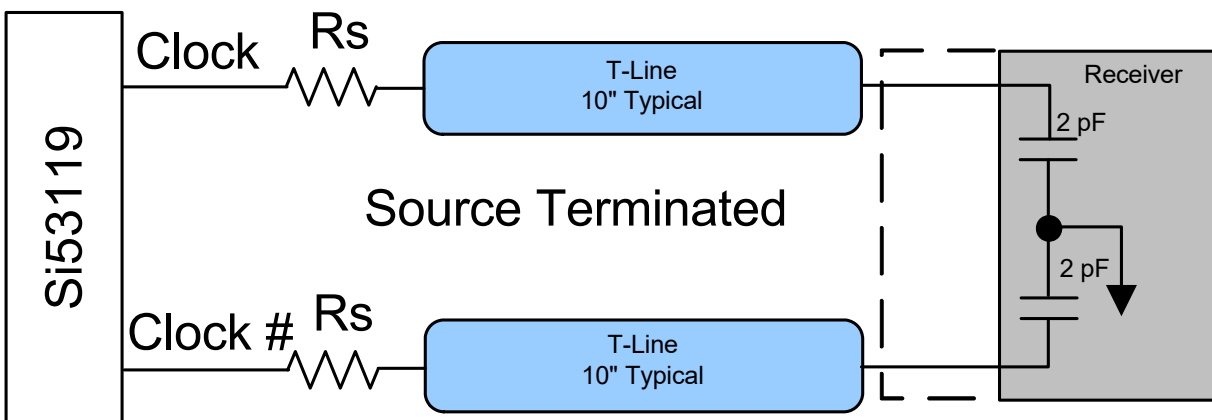 Si53119
Clock
Rs
T-Line
10" Typical
Receiver
2 pF
Source Terminated
2 pF
Clock #
Rs
T-Line
10" Typical